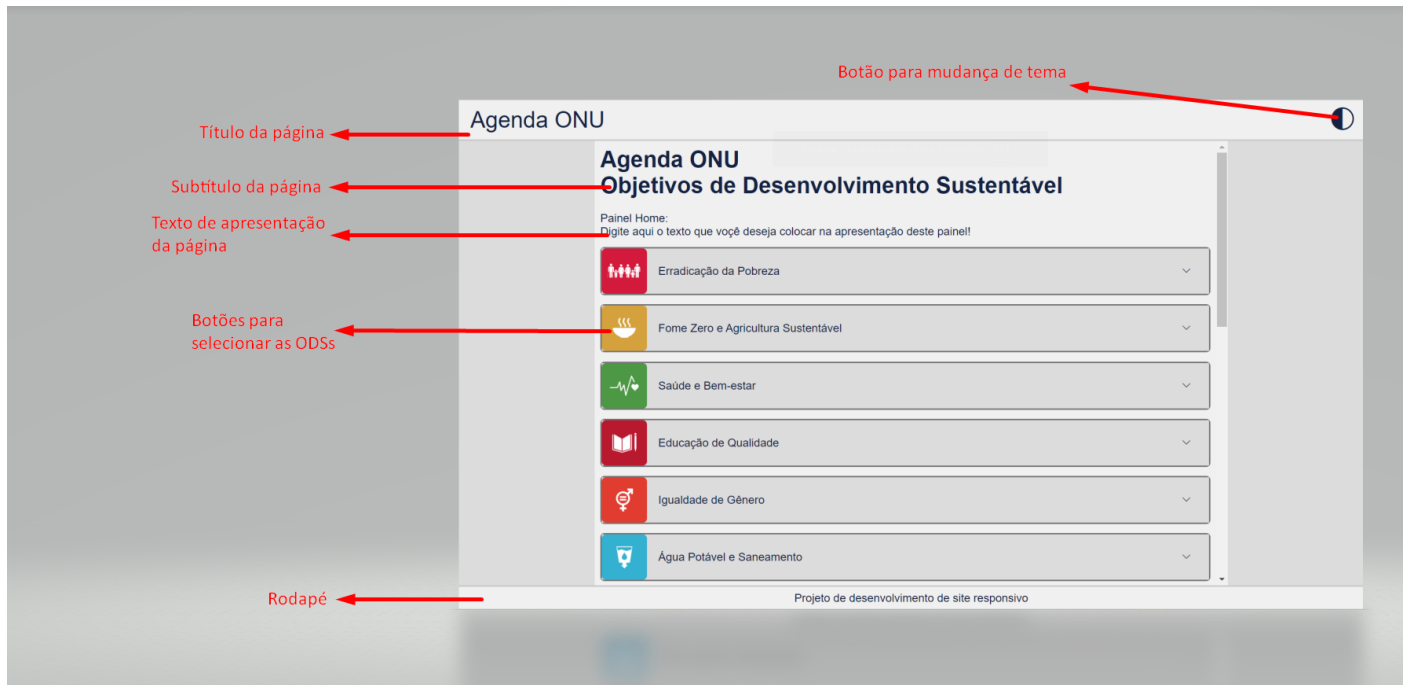 Botão para mudança de tema
Agenda ONU
Título da página
Agenda ONU
Objetivos de Desenvolvimento Sustentável
Subtítulo da página
Painel Home:
Digite aqui o texto que voçê deseja colocar na apresentação deste painel!
Texto de apresentação
da página
Erradicação da Pobreza
Fome Zero e Agricultura Sustentável
Botões para
selecionar as ODSs
Saúde e Bem-estar
Educação de Qualidade
Igualdade de Gênero
Água Potável e Saneamento
Rodapé
Projeto de desenvolvimento de site responsivo